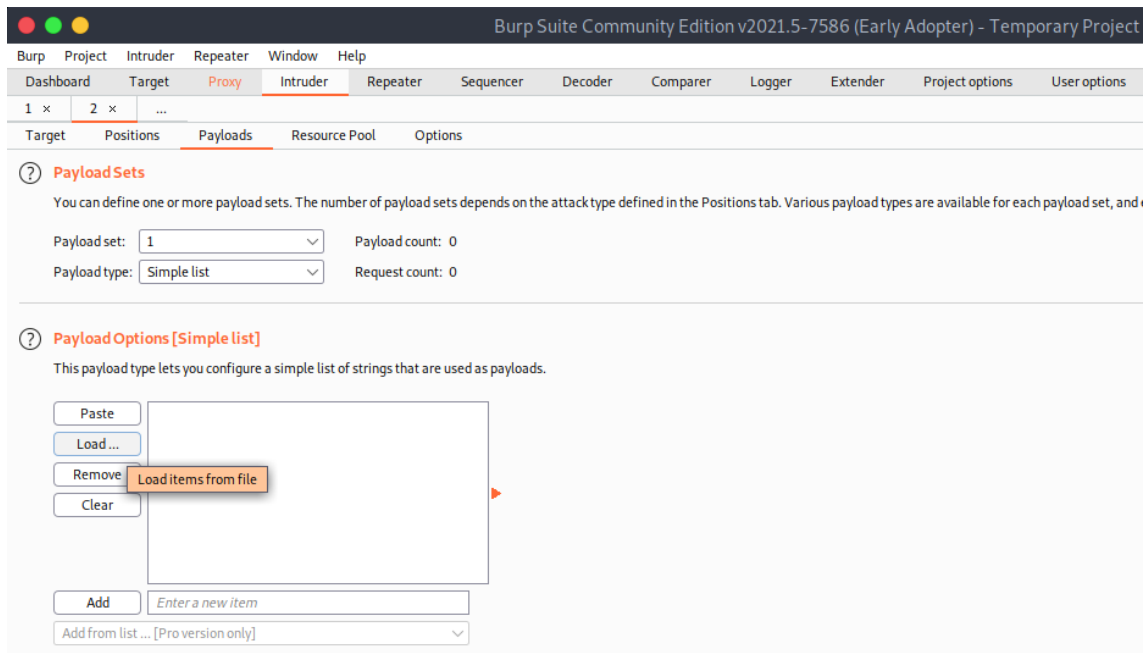 Burp Suite Community Edition v2021.5-7586 (Early Adopter) - Temporary Project
Burp Project Intruder Repeater Window Help
Dashboard Target Proxy Intruder Repeater Sequencer Decoder Comparer Logger Extender Project options User options
1 × 2 × ...
Target Positions Payloads Resource Pool Options
? Payload Sets
You can define one or more payload sets. The number of payload sets depends on the attack type defined in the Positions tab. Various payload types are available for each payload set, and
Payload set: 1 Payload count: 0
Payload type: Simple list Request count: 0
? Payload Options [Simple list]
This payload type lets you configure a simple list of strings that are used as payloads.
Paste
Load ...
Remove
Load items from file
Clear
Add Enter a new item
Add from list ... [Pro version only]